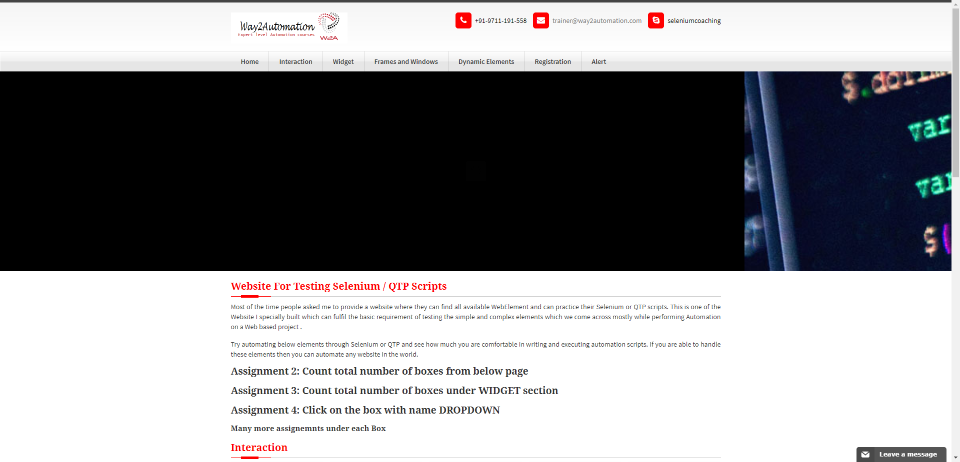 Way2Automation
Expert level Automation courses
Way2A
+91-9711-191-558
trainer@way2automation.com
seleniumcoaching
Home
Interaction
Widget
Frames and Windows
Dynamic Elements
Registration
Alert
$.do
var
var
$(
Website For Testing Selenium / QTP Scripts
Most of the time people asked me to provide a website where they can find all available WebElement and can practice their Selenium or QTP scripts. This is one of the
Website I specially built which can fulfil the basic requirement of testing the simple and complex elements which we come across mostly while performing Automation
on a Web based project .
Try automating below elements through Selenium or QTP and see how much you are comfortable in writing and executing automation scripts. If you are able to handle
these elements then you can automate any website in the world.
Assignment 2: Count total number of boxes from below page
Assignment 3: Count total number of boxes under WIDGET section
Assignment 4: Click on the box with name DROPDOWN
Many more assignemnts under each Box
Interaction
Leave a message